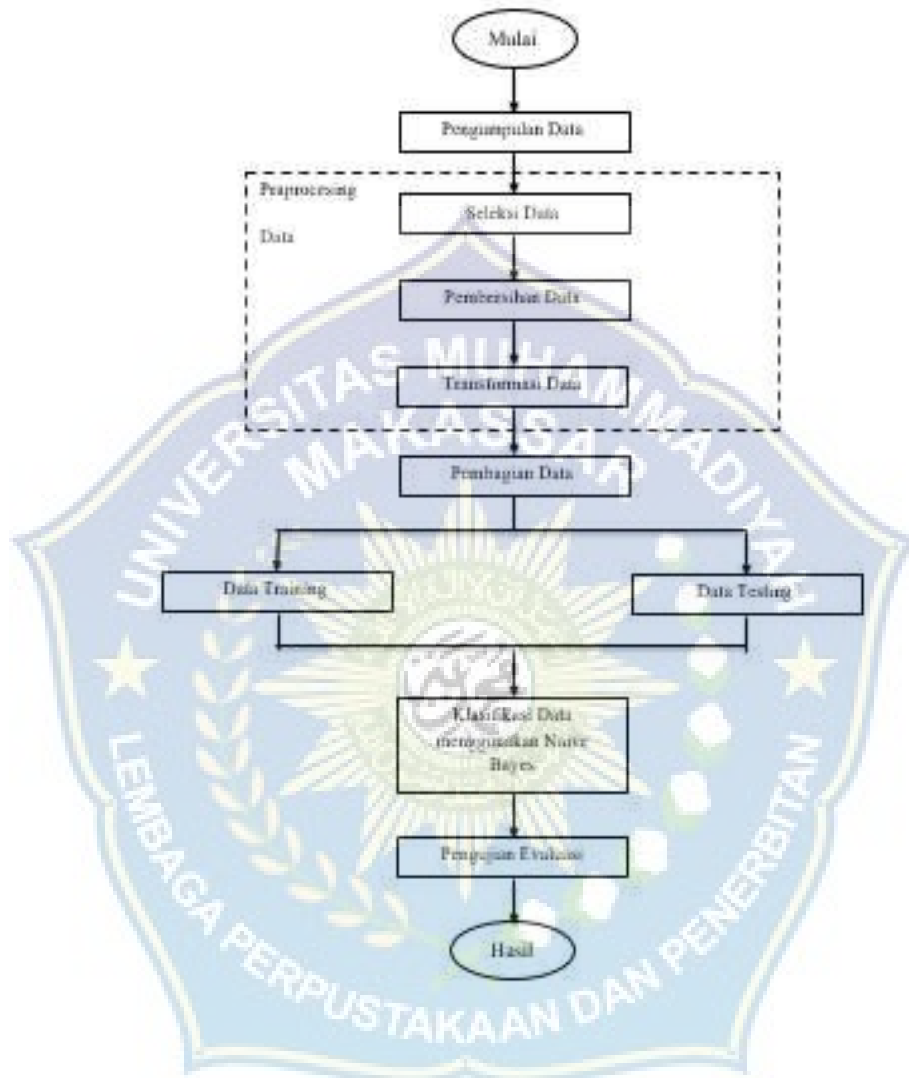 Mulai
Pengumpulan Data
Praprocesing
Data
Seleksi Data
Pembersihan Data
Transformasi Data
Pembagian Data
Data Training
Data Testing
Klasifikasi Data
menggunakan Naive
Bayes
Pengujian Evaluasi
Hasil
UNIVERSITAS MUHAMMADIYAH
MAKASSAR
LEMBAGA PERPUSTAKAAN DAN PENERBITAN